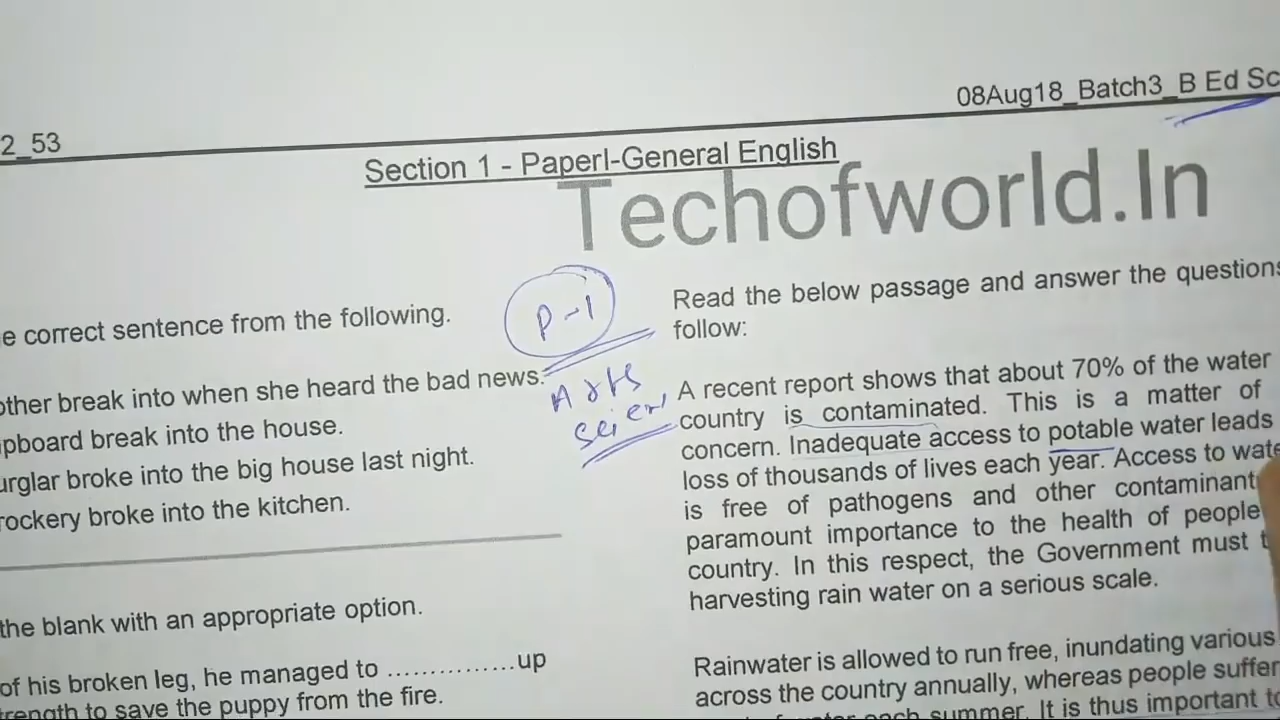 2_53
08Aug18_Batch3_B Ed Sc
Section 1 - PaperI-General English
Techofworld.In
e correct sentence from the following.
other break into when she heard the bad news.
pboard break into the house.
urglar broke into the big house last night.
rockery broke into the kitchen.
the blank with an appropriate option.
of his broken leg, he managed to ...............up
rength to save the puppy from the fire.
P-1
Arts
Read the below passage and answer the questions
follow:
A recent report shows that about 70% of the water
country is contaminated. This is a matter of
concern. Inadequate access to potable water leads
loss of thousands of lives each year. Access to wate
is free of pathogens and other contaminant
paramount importance to the health of people
country. In this respect, the Government must t
harvesting rain water on a serious scale.
Rainwater is allowed to run free, inundating various
across the country annually, whereas people suffer
each summer. It is thus important to